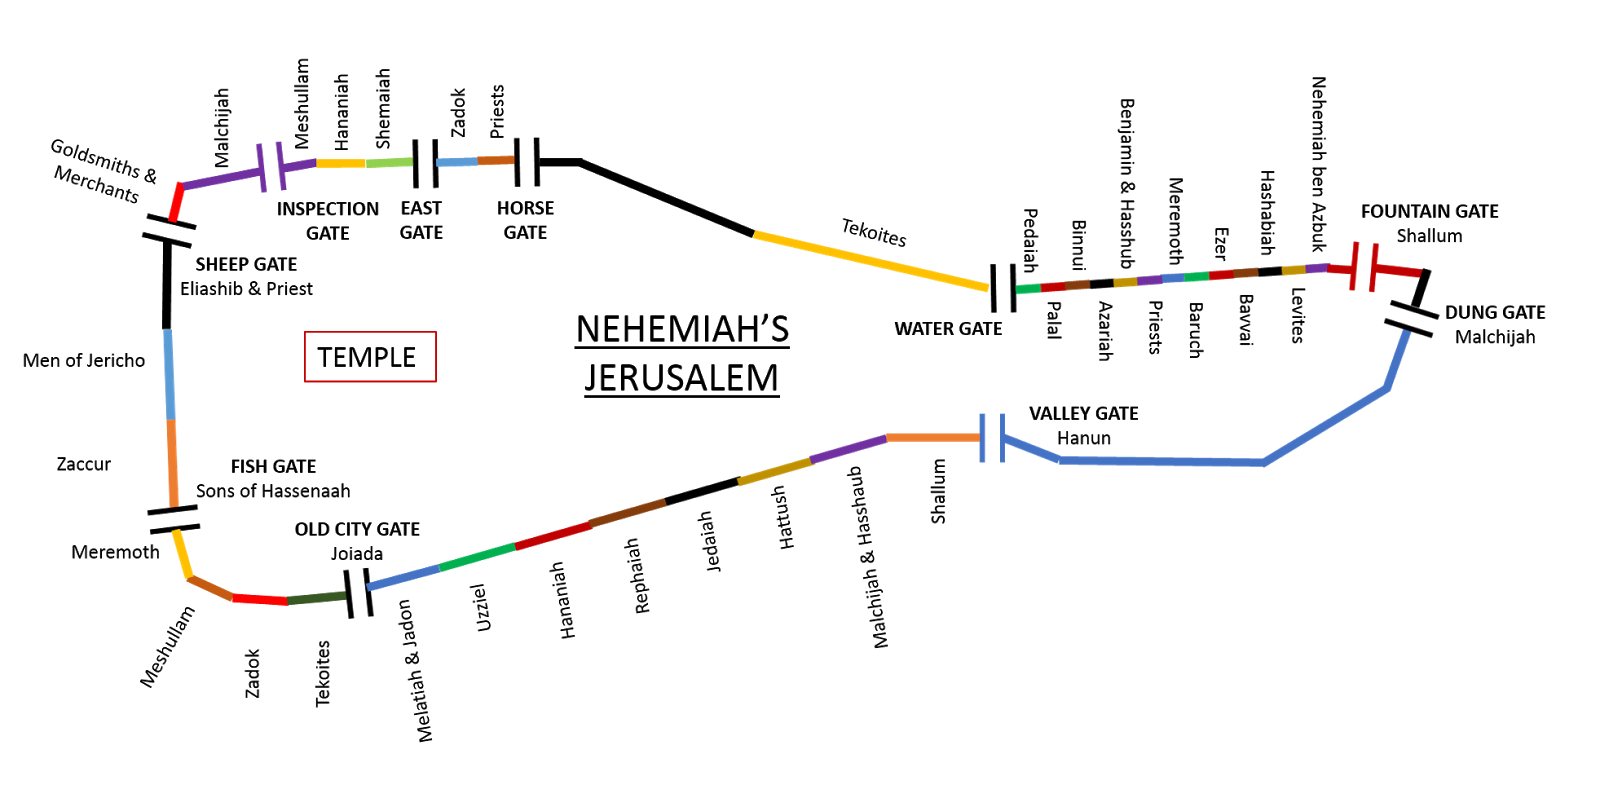 Goldsmiths &
Merchants
Malchijah
Meshullam
Hananiah
Shemaiah
Zadok
Priests
INSPECTION
GATE
EAST
GATE
HORSE
GATE
SHEEP GATE
Eliashib & Priest
Tekoites
WATER GATE
Pedaiah
Palal
Binnui
Azariah
Benjamin & Hasshub
Priests
Meremoth
Baruch
Ezer
Bavvai
Hashabiah
Levites
Nehemiah ben Azbuk
FOUNTAIN GATE
Shallum
DUNG GATE
Malchijah
TEMPLE
NEHEMIAH’S
JERUSALEM
Men of Jericho
Zaccur
FISH GATE
Sons of Hassenaah
VALLEY GATE
Hanun
Meremoth
OLD CITY GATE
Joiada
Meshullam
Zadok
Tekoites
Melatiah & Jadon
Uzziel
Hananiah
Rephaiah
Jedaiah
Hattush
Malchijah & Hasshaub
Shallum